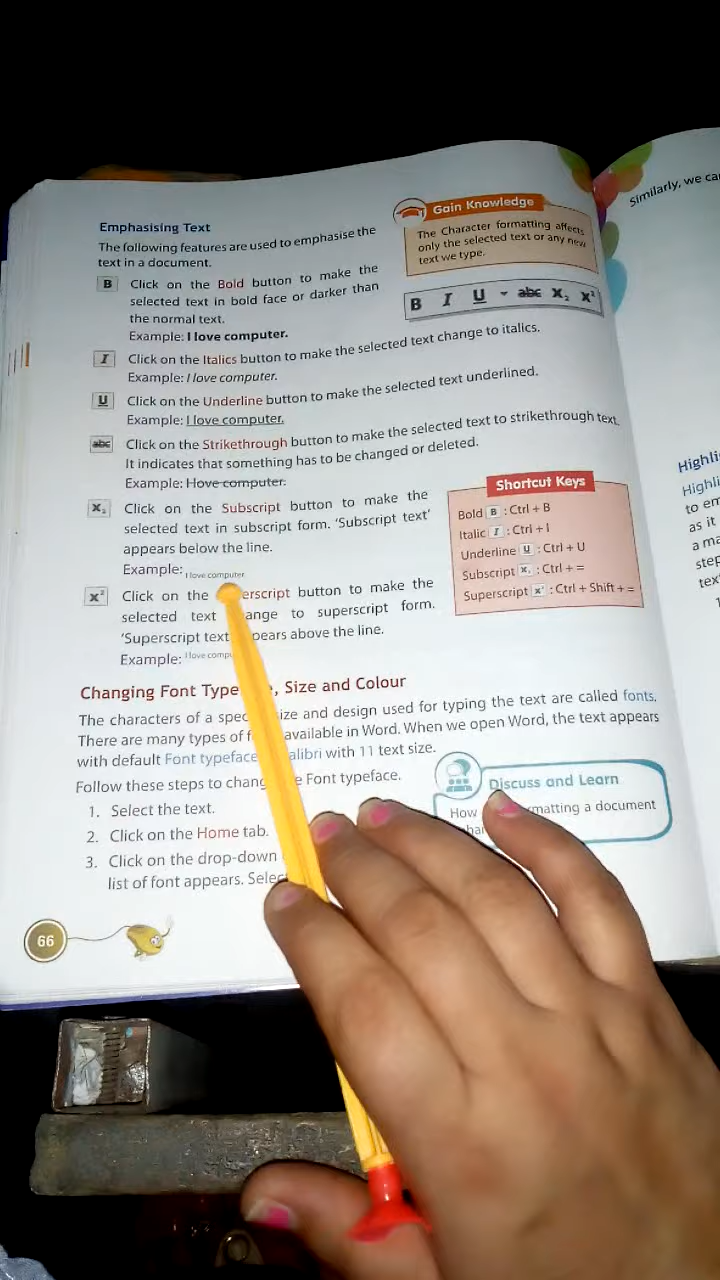 Emphasising Text
The following features are used to emphasise the
text in a document.
B Click on the Bold button to make the
selected text in bold face or darker than
the normal text.
Example: I love computer.
Gain Knowledge
The Character formatting affects
only the selected text or any new
text we type.
B I U abc X₂ X²
I Click on the Italics button to make the selected text change to italics.
Example: I love computer.
U Click on the Underline button to make the selected text underlined.
Example: I love computer.
abc Click on the Strikethrough button to make the selected text to strikethrough text.
It indicates that something has to be changed or deleted.
Example: I love computer.
X₂ Click on the Subscript button to make the
selected text in subscript form. ‘Subscript text’
appears below the line.
Example: I love computer
X² Click on the erscript button to make the
selected text ange to superscript form.
‘Superscript text pears above the line.
Example: I love compu
Shortcut Keys
Bold B : Ctrl + B
Italic I : Ctrl + I
Underline U : Ctrl + U
Subscript X₂ : Ctrl + =
Superscript X² : Ctrl + Shift + =
Changing Font Type , Size and Colour
The characters of a spec ize and design used for typing the text are called fonts.
There are many types of f available in Word. When we open Word, the text appears
with default Font typeface alibri with 11 text size.
Follow these steps to chang e Font typeface.
1. Select the text.
2. Click on the Home tab.
3. Click on the drop-down
list of font appears. Selec
Discuss and Learn
How rmatting a document
66
Similarly, we ca
Highli
Highli
to em
as it
a ma
step
tex